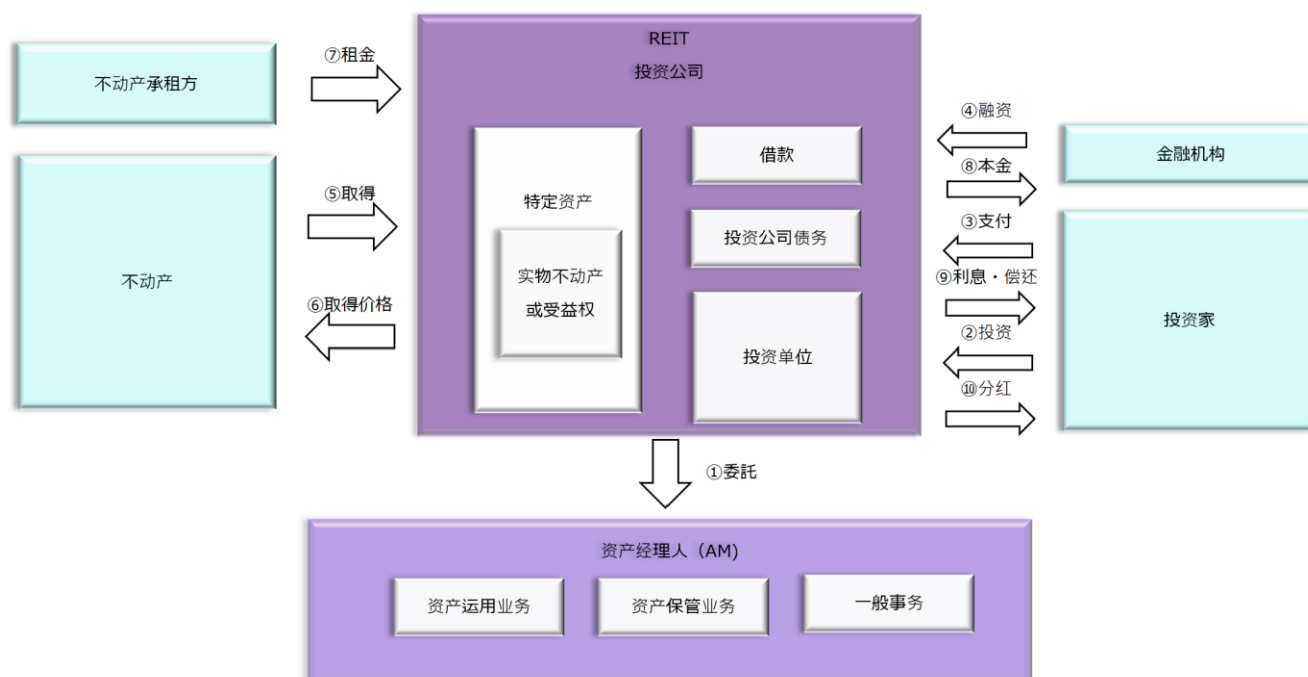 REIT
投资公司
不动产承租方
⑦租金
不动产
⑤取得
⑥取得价格
特定资产
实物不动产
或受益权
借款
投资公司债务
投资单位
④融资
⑧本金
金融机构
③支付
⑨利息・偿还
②投资
⑩分红
投资家
①委託
资产经理人（AM)
资产运用业务
资产保管业务
一般事务